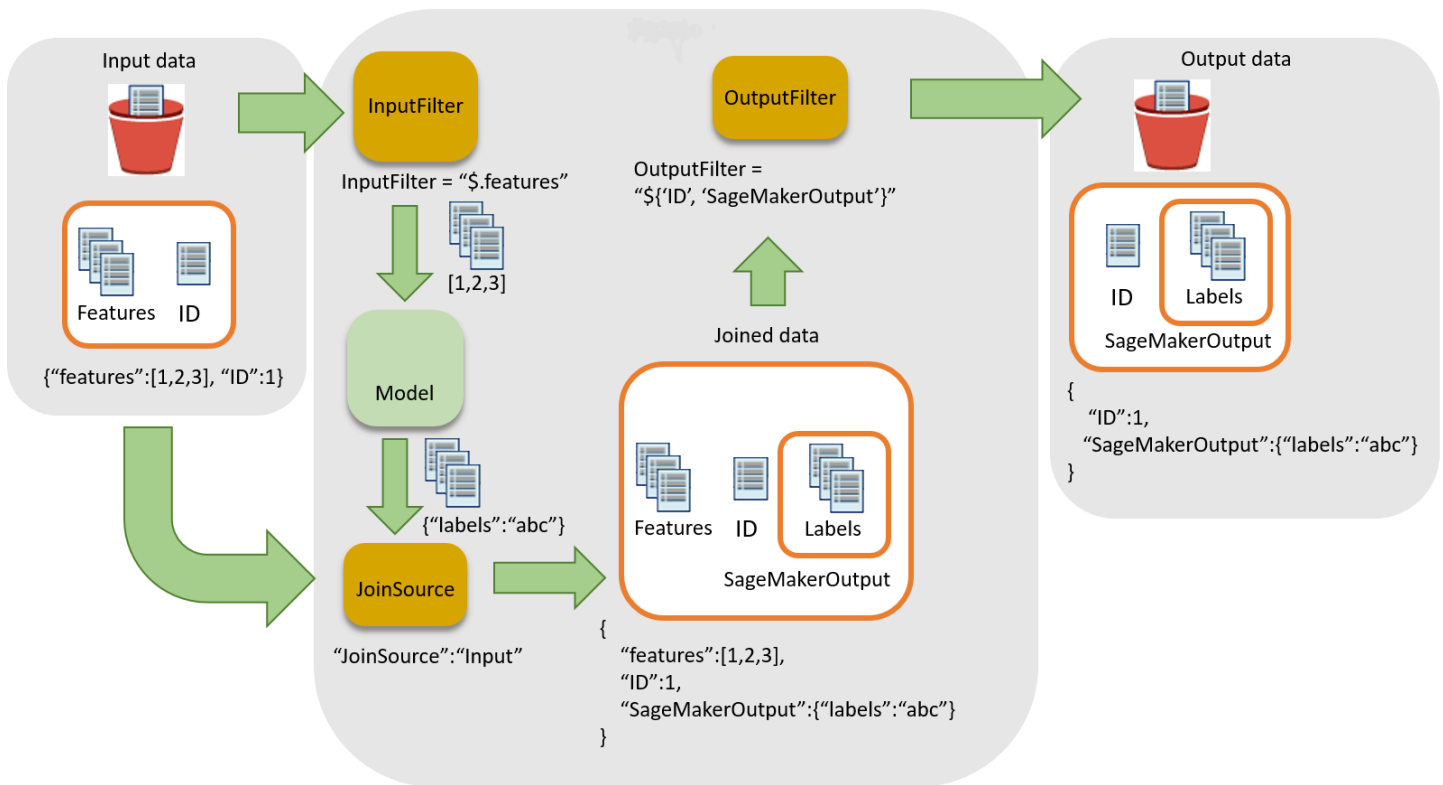 Input data
Features
ID
{“features”:[1,2,3], “ID”:1}
InputFilter
InputFilter = “$.features”
[1,2,3]
Model
{“labels”:“abc”}
JoinSource
“JoinSource”:“Input”
Joined data
Features
ID
Labels
SageMakerOutput
{
“features”:[1,2,3],
“ID”:1,
“SageMakerOutput”:{“labels”:“abc”}
}
OutputFilter
OutputFilter =
“${‘ID’, ‘SageMakerOutput’}”
Output data
ID
Labels
SageMakerOutput
{
“ID”:1,
“SageMakerOutput”:{“labels”:“abc”}
}